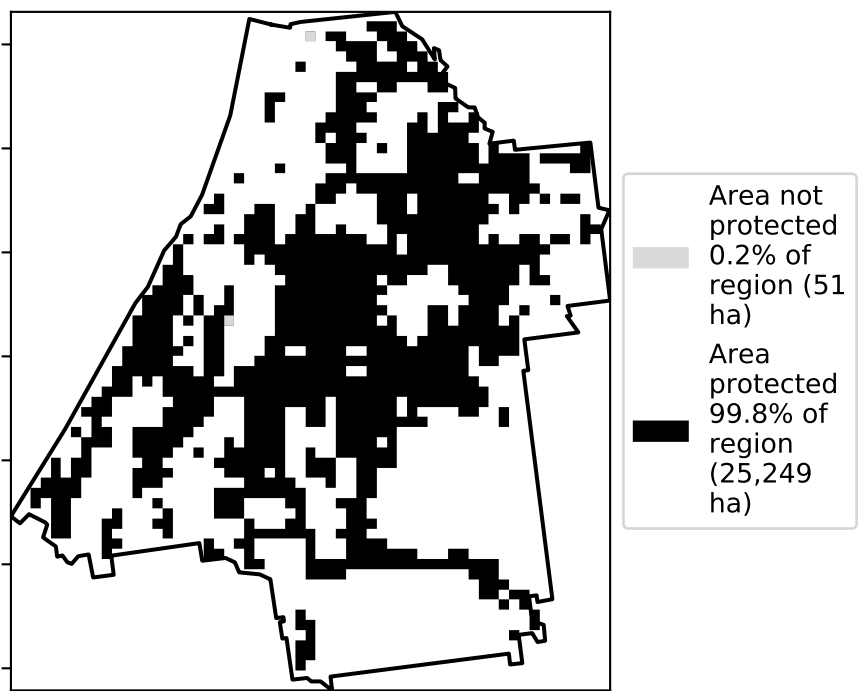 Area not
protected
0.2% of
region (51
ha)
Area
protected
99.8% of
region
(25,249
ha)